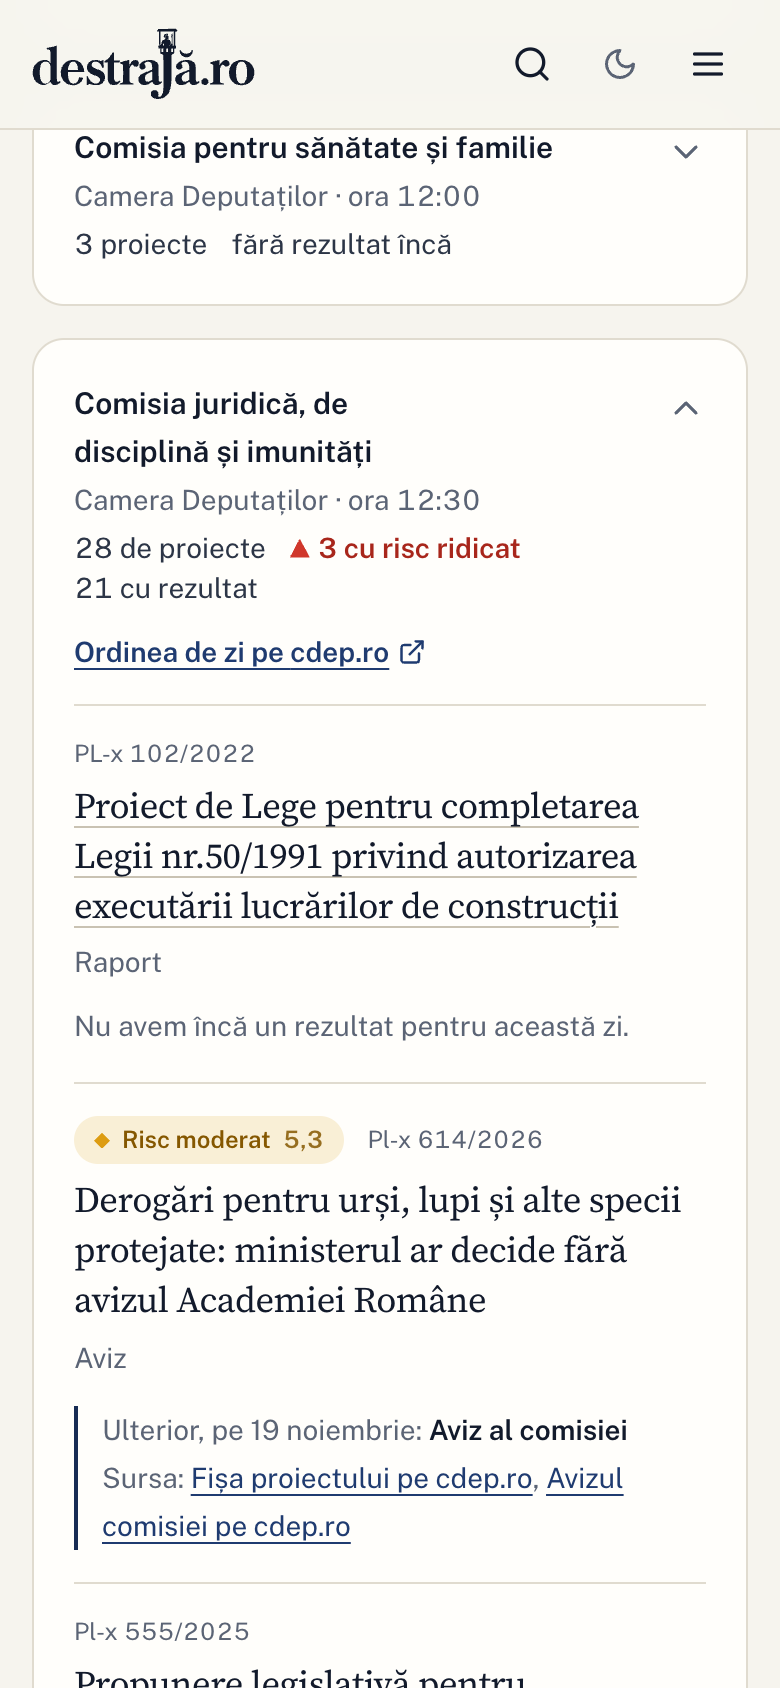 destrajă.ro
Comisia pentru sănătate și familie
Camera Deputaților · ora 12:00
3 proiecte fără rezultat încă
Comisia juridică, de
disciplină și imunități
Camera Deputaților · ora 12:30
28 de proiecte ▲ 3 cu risc ridicat
21 cu rezultat
Ordinea de zi pe cdep.ro
PL-x 102/2022
Proiect de Lege pentru completarea
Legii nr.50/1991 privind autorizarea
executării lucrărilor de construcții
Raport
Nu avem încă un rezultat pentru această zi.
◆ Risc moderat 5,3 Pl-x 614/2026
Derogări pentru urși, lupi și alte specii
protejate: ministerul ar decide fără
avizul Academiei Române
Aviz
Ulterior, pe 19 noiembrie: Aviz al comisiei
Sursa: Fișa proiectului pe cdep.ro, Avizul
comisiei pe cdep.ro
Pl-x 555/2025
Propunere legislativă pentru